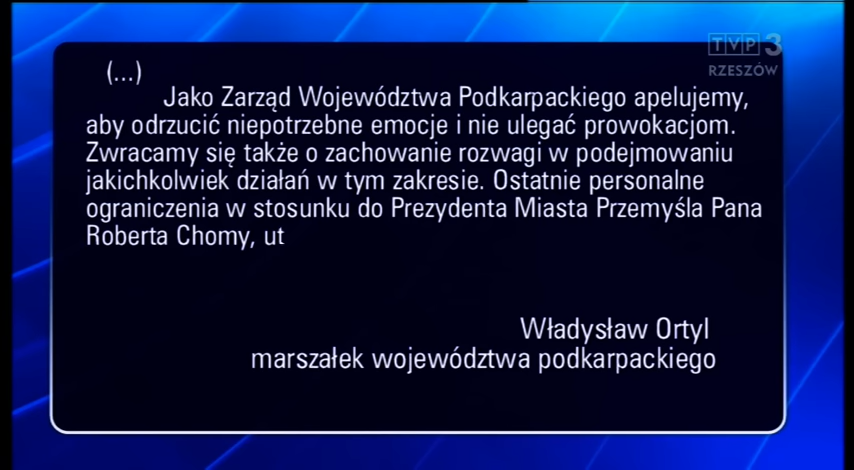 TVP 3
RZESZÓW
(...)
Jako Zarząd Województwa Podkarpackiego apelujemy,
aby odrzucić niepotrzebne emocje i nie ulegać prowokacjom.
Zwracamy się także o zachowanie rozwagi w podejmowaniu
jakichkolwiek działań w tym zakresie. Ostatnie personalne
ograniczenia w stosunku do Prezydenta Miasta Przemyśla Pana
Roberta Chomy, ut
Władysław Ortyl
marszałek województwa podkarpackiego